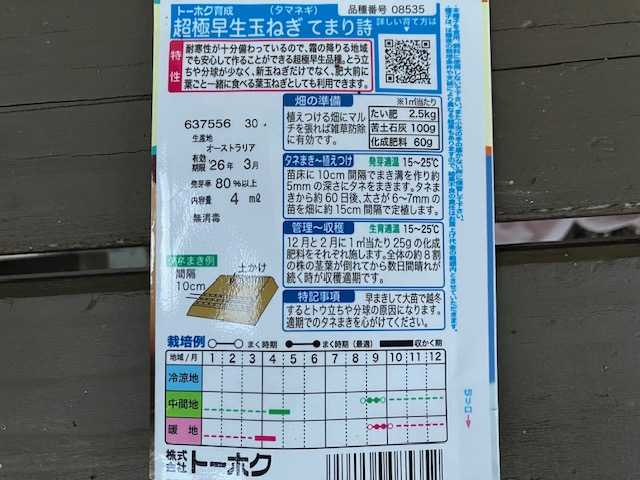 トーホク育成 (タマネギ) 品種番号 08535
超極早生玉ねぎ てまり詩
詳しい育て方は
特性
耐寒性が十分備わっているので、霜の降りる地域
でも安心して作ることができる超極早生品種。とう立
ちや分球が少なく、新玉ねぎだけでなく、肥大前に
葉ごと一緒に食べる葉玉ねぎとしても利用できます。
637556 30
生産地
オーストラリア
有効期限 '26年 3月
発芽率 80%以上
内容量 4 mℓ
無消毒
タネまき例
間隔
10cm
土かけ
畑の準備
植えつける畑にマル
チを張れば雑草防除
に有効です。
※1㎡当たり
たい肥 2.5kg
苦土石灰 100g
化成肥料 60g
タネまき～植えつけ 発芽適温 15～25℃
苗床に10cm間隔でまき溝を作り約
5mmの深さにタネをまきます。タネま
きから約60日後、太さが6～7mmの
苗を畑に約15cm間隔で定植します。
管理～収穫 生育適温 15～25℃
12月と2月に1㎡当たり25gの化成
肥料をそれぞれ施します。全体の約8割
の株の茎葉が倒れてから数日間晴れが
続く時が収穫適期です。
特記事項
早まきして大苗で越冬
するとトウ立ちや分球の原因になります。
適期でのタネまきを心がけてください。
切り口
栽培例 まく時期 まく時期(最適) 収かく期
地域/月 1 2 3 4 5 6 7 8 9 10 11 12
冷涼地
中間地
暖地
株式会社トーホク